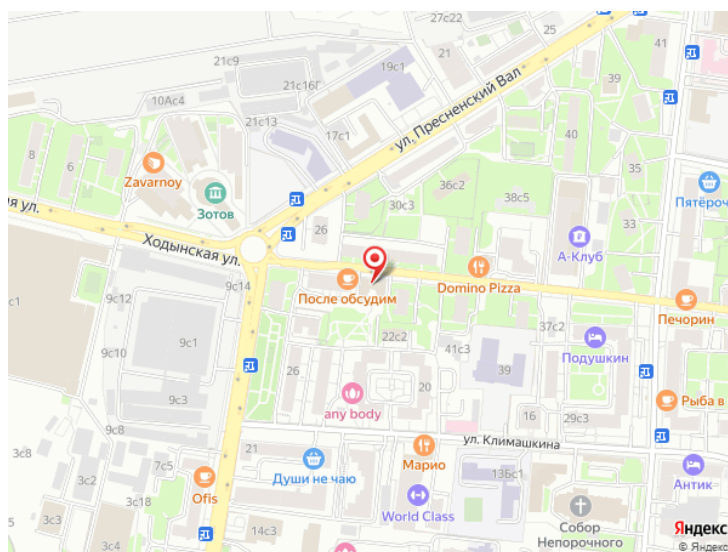 27с22
25
21с9
19с1
21
41
21с16Г
39
10Ас4
ул. Пресненский Вал
21с13
17с1
40
8
6
35
Zavarnoy
36с2
38с5
Пятёроч
Зотов
30с3
33
ая ул.
26
А-Клуб
Ходынская ул.
9с14
Domino Pizza
9с12
После обсудим
Печорин
22с2
37с2
9с1
41с3
Подушкин
9с10
26
20
39
9с3
any body
16
29с3
Рыба в
9с8
ул. Климашкина
3с8
7с5
21
Души не чаю
Марио
3с2
Ofis
13Бс1
Антик
3с18
World Class
3с3
14с3
Собор
Непорочного
3с4
Яндекс
© Яндекс